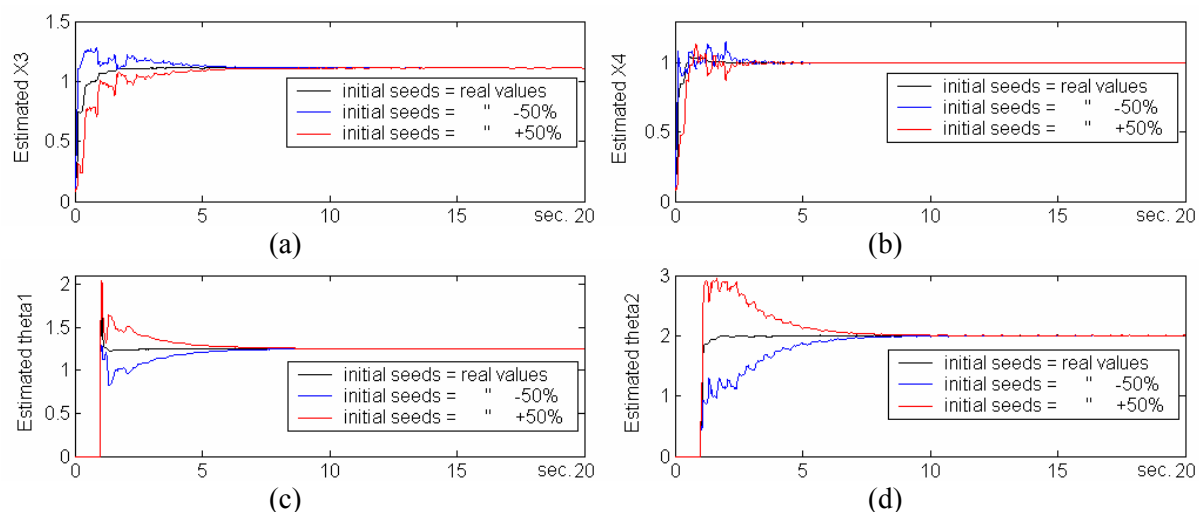 Estimated X3
1.5
1
0.5
0
initial seeds = real values
initial seeds = " -50%
initial seeds = " +50%
0 5 10 15 sec. 20
(a)
Estimated X4
1
0.5
0
initial seeds = real values
initial seeds = " -50%
initial seeds = " +50%
0 5 10 15 sec. 20
(b)
Estimated theta1
2
1.5
1
0.5
0
initial seeds = real values
initial seeds = " -50%
initial seeds = " +50%
0 5 10 15 sec. 20
(c)
Estimated theta2
3
2
1
0
initial seeds = real values
initial seeds = " -50%
initial seeds = " +50%
0 5 10 15 sec. 20
(d)